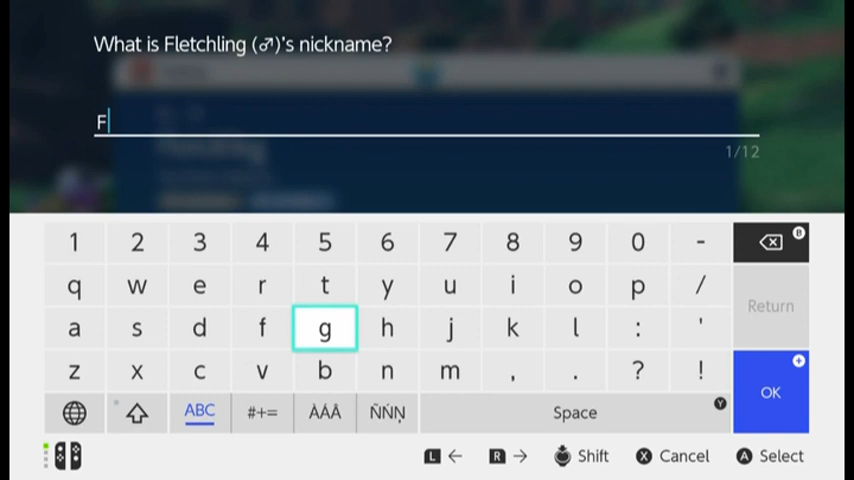 What is Fletchling (♂)'s nickname?
F
1/12
1 2 3 4 5 6 7 8 9 0 -
B
q w e r t y u i o p /
Return
a s d f g h j k l : '
z x c v b n m , . ? !
+
OK
ABC #+= ÀÁÂ ÑŃŅ Space Y
L ← R → Shift X Cancel A Select